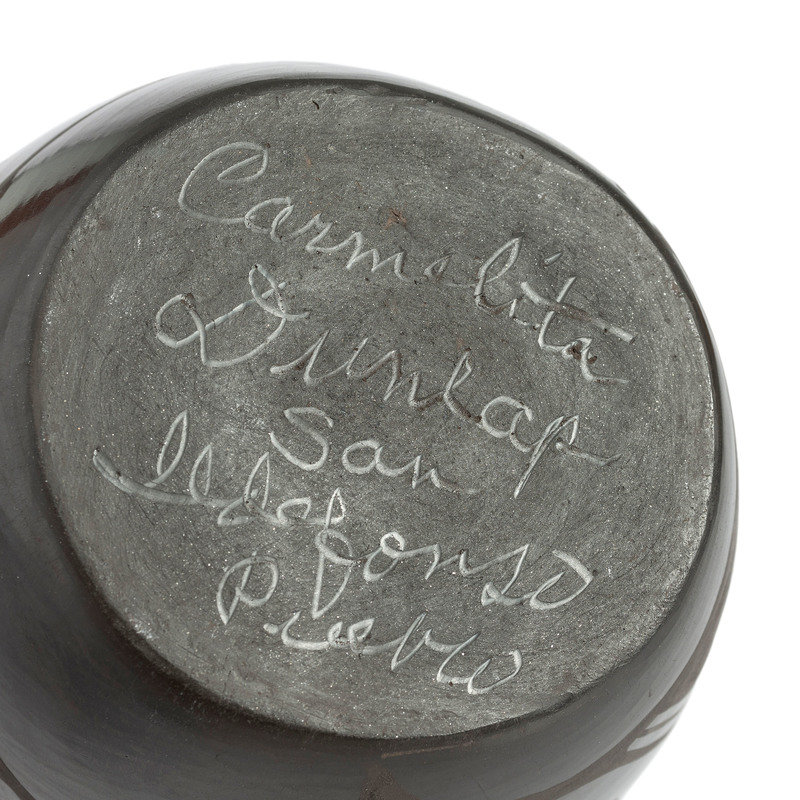 Carmelita
Dunlap
San
Ildefonso
Pueblo